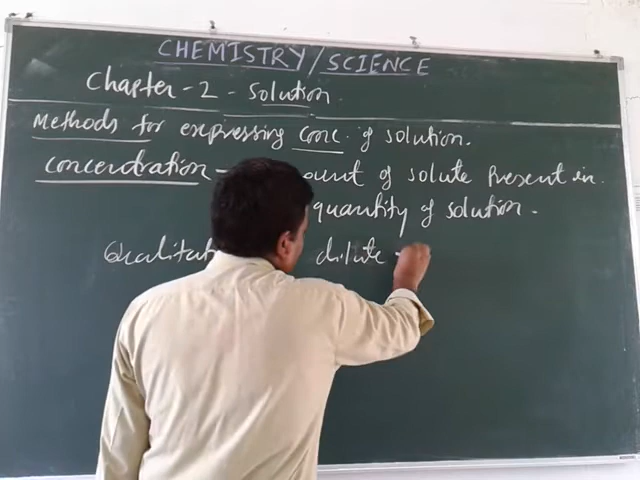 CHEMISTRY/SCIENCE
Chapter-2-Solution.
Methods for expressing conc. of solution.
concentration - ount of solute Present in.
quantity of solution.
Qualitat dilute -